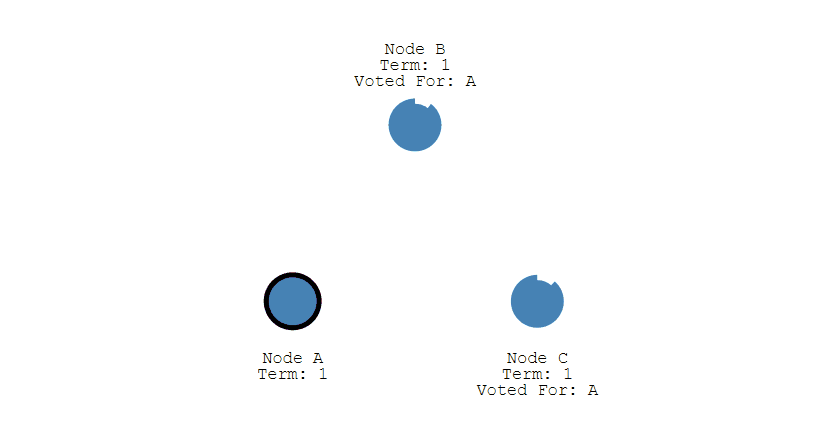 Node B
Term: 1
Voted For: A
Node A
Term: 1
Node C
Term: 1
Voted For: A